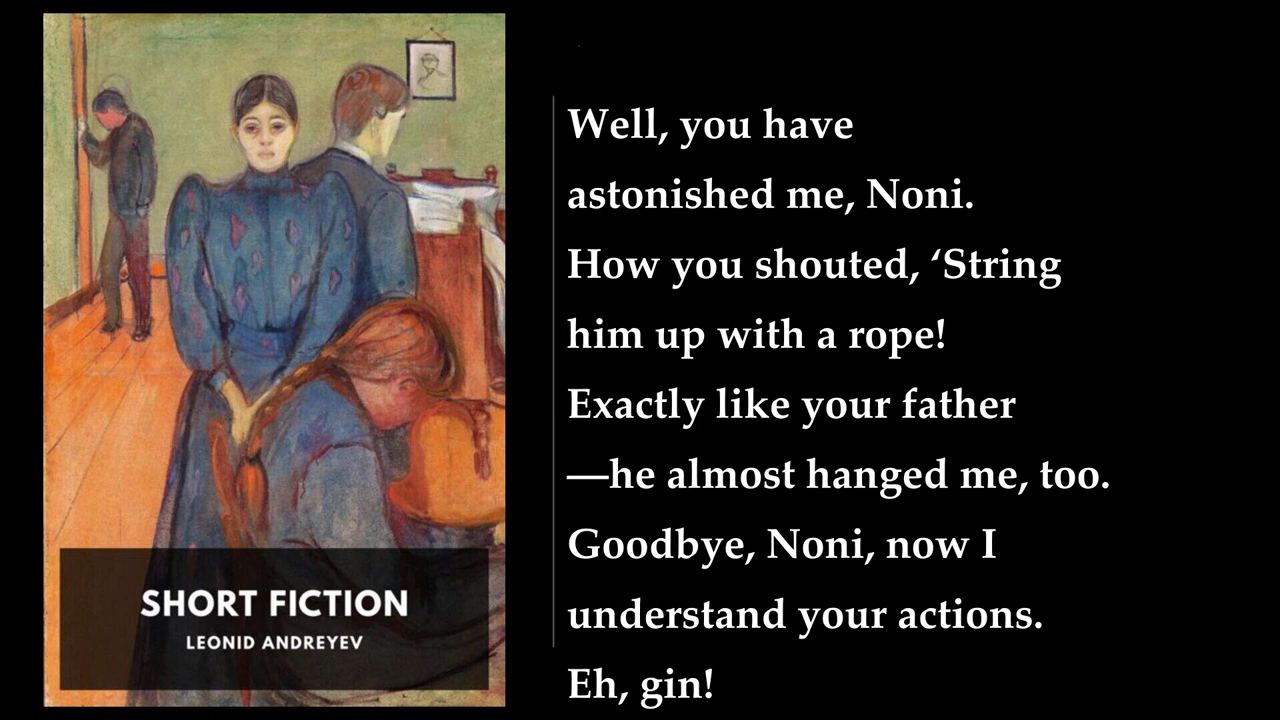 SHORT FICTION
LEONID ANDREYEV
Well, you have
astonished me, Noni.
How you shouted, ‘String
him up with a rope!
Exactly like your father
—he almost hanged me, too.
Goodbye, Noni, now I
understand your actions.
Eh, gin!